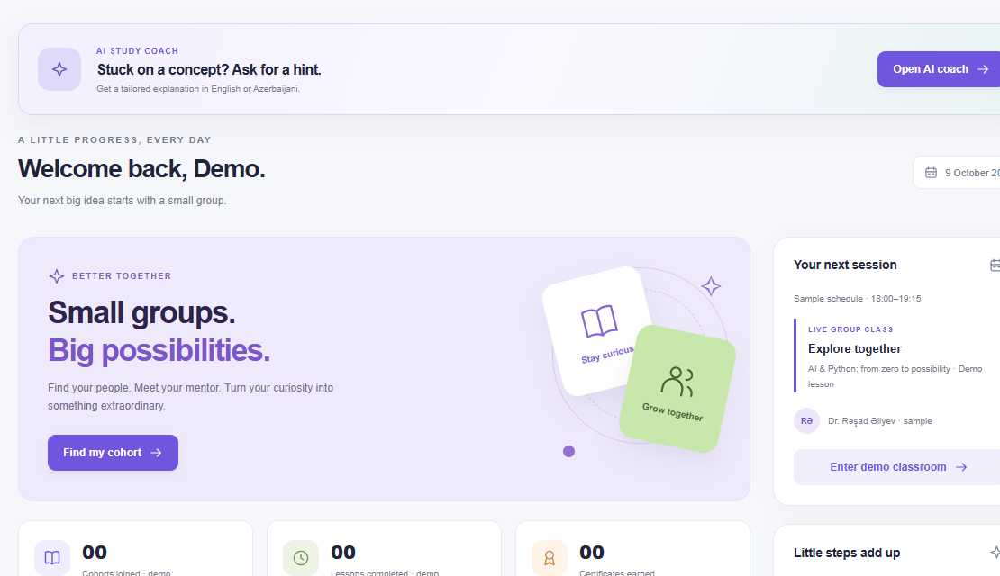 AI STUDY COACH
Stuck on a concept? Ask for a hint.
Get a tailored explanation in English or Azerbaijani.
Open AI coach
A LITTLE PROGRESS, EVERY DAY
Welcome back, Demo.
Your next big idea starts with a small group.
9 October 20
BETTER TOGETHER
Small groups.
Big possibilities.
Find your people. Meet your mentor. Turn your curiosity into
something extraordinary.
Find my cohort
Stay curious
Grow together
Your next session
Sample schedule · 18:00–19:15
LIVE GROUP CLASS
Explore together
AI & Python: from zero to possibility · Demo
lesson
RƏ
Dr. Rəşad Əliyev · sample
Enter demo classroom
00
Cohorts joined · demo
00
Lessons completed · demo
00
Certificates earned
Little steps add up